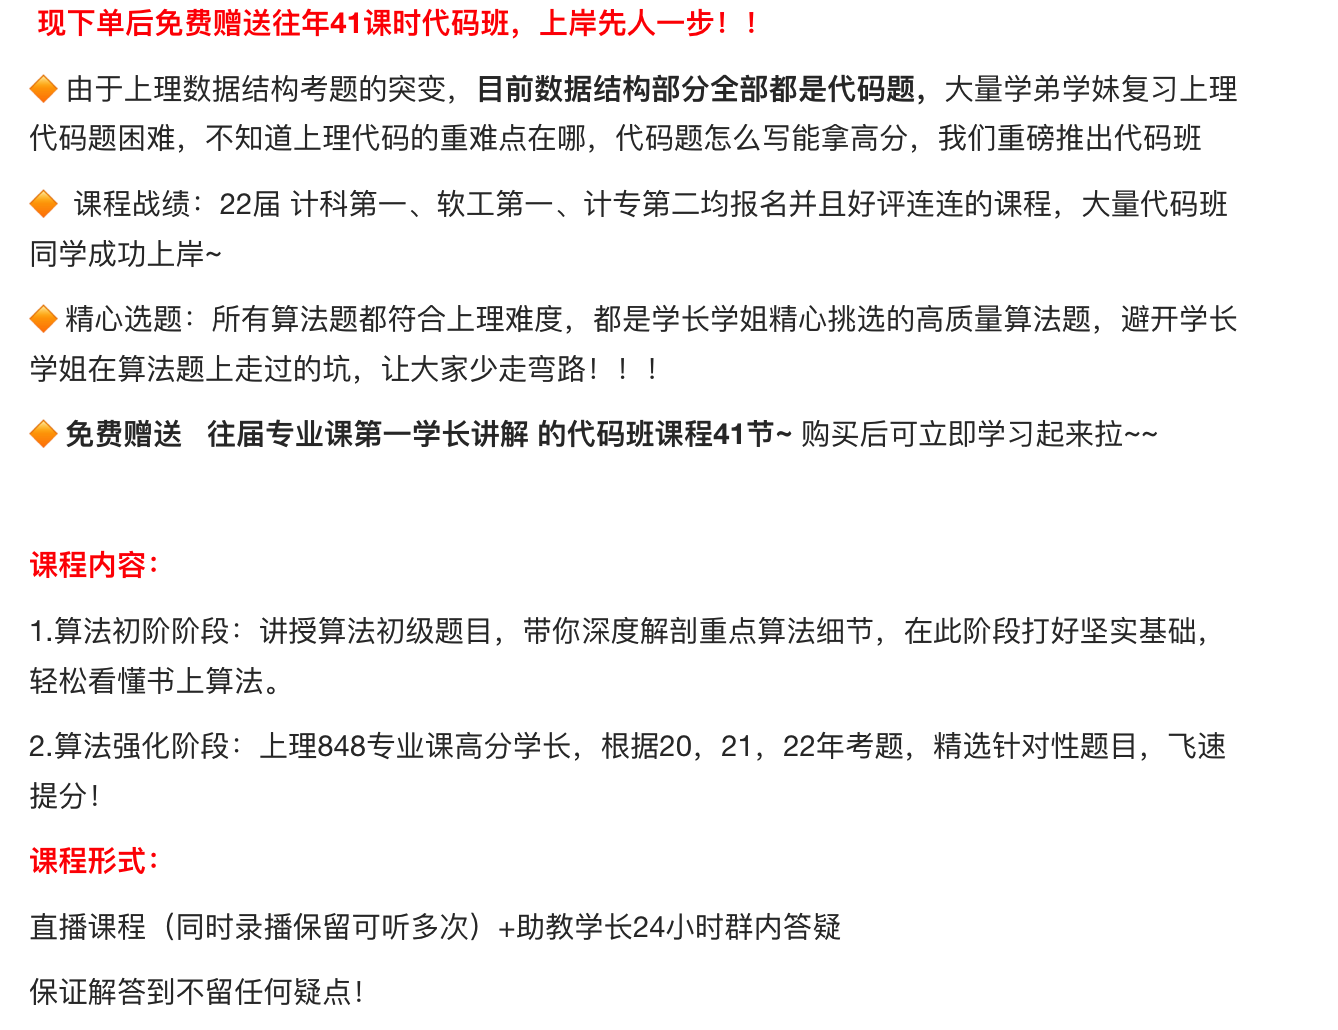 现下单后免费赠送往年41课时代码班，上岸先人一步！！
🔶 由于上理数据结构考题的突变，目前数据结构部分全部都是代码题，大量学弟学妹复习上理
代码题困难，不知道上理代码的重难点在哪，代码题怎么写能拿高分，我们重磅推出代码班
🔶 课程战绩：22届 计科第一、软工第一、计专第二均报名并且好评连连的课程，大量代码班
同学成功上岸~
🔶 精心选题：所有算法题都符合上理难度，都是学长学姐精心挑选的高质量算法题，避开学长
学姐在算法题上走过的坑，让大家少走弯路！！！
🔶 免费赠送 往届专业课第一学长讲解 的代码班课程41节~ 购买后可立即学习起来拉~~
课程内容：
1.算法初阶阶段：讲授算法初级题目，带你深度解剖重点算法细节，在此阶段打好坚实基础，
轻松看懂书上算法。
2.算法强化阶段：上理848专业课高分学长，根据20，21，22年考题，精选针对性题目，飞速
提分！
课程形式：
直播课程（同时录播保留可听多次）+助教学长24小时群内答疑
保证解答到不留任何疑点！